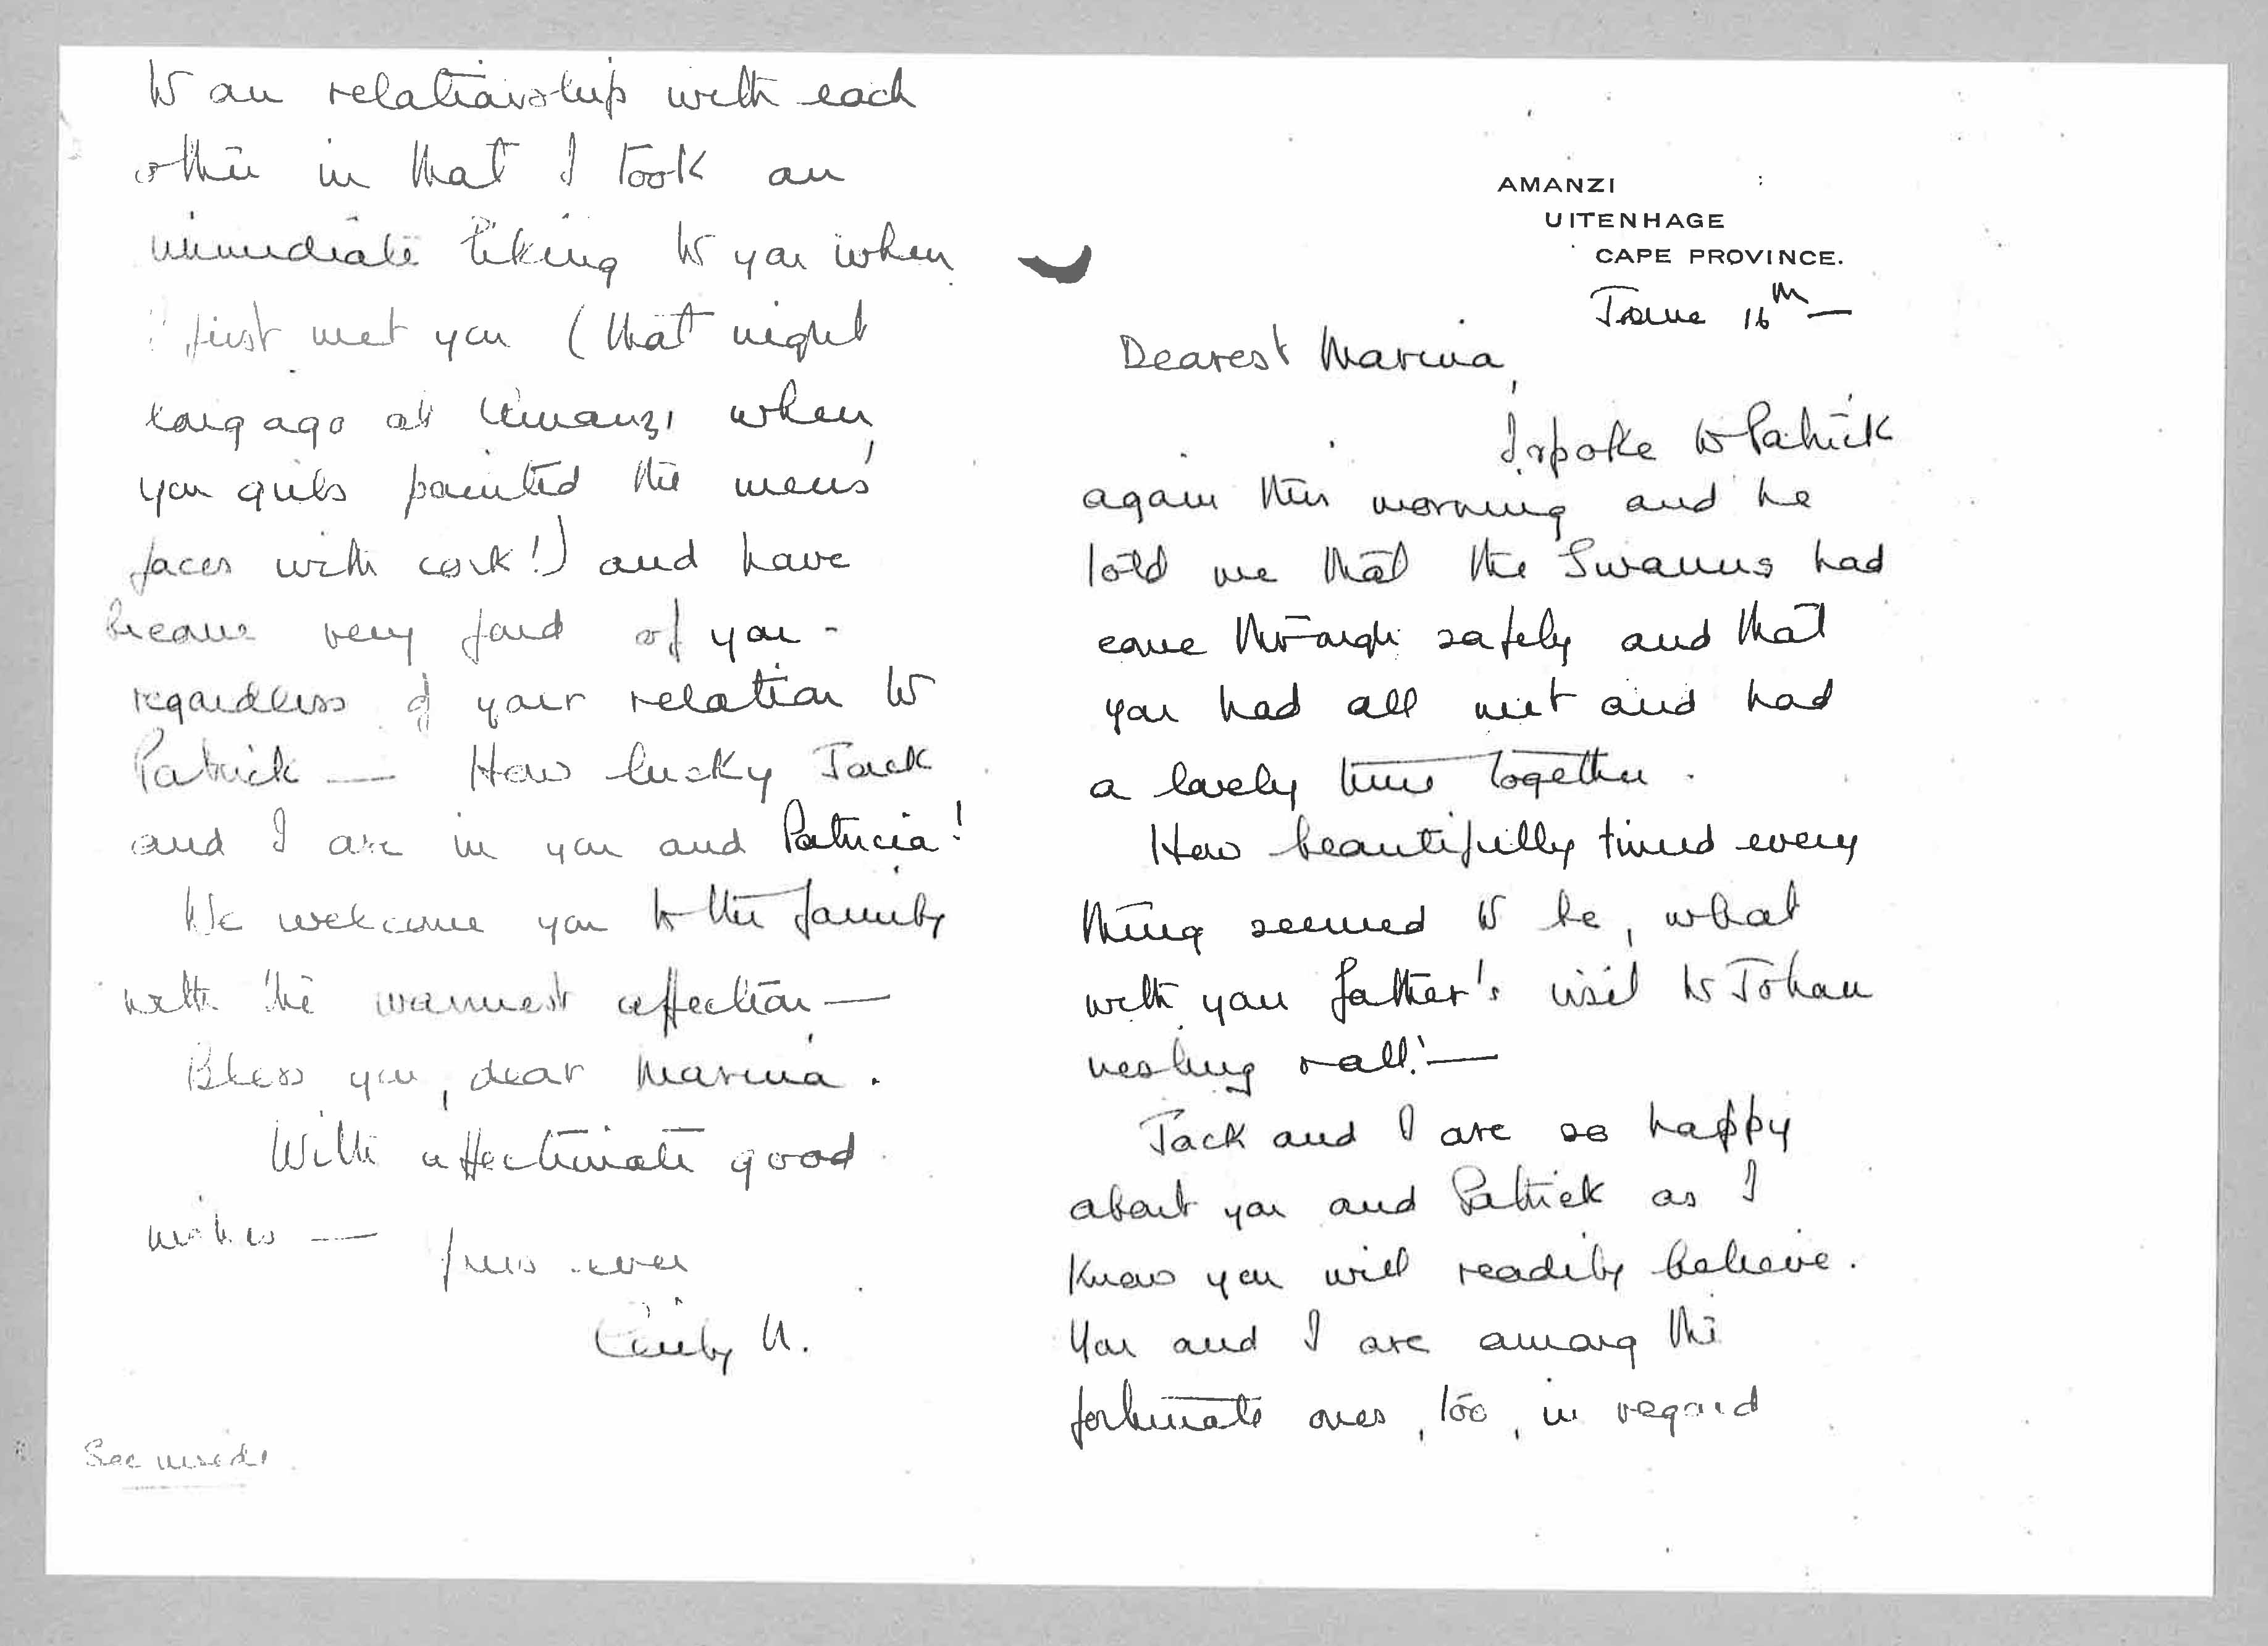 AMANZI
UITENHAGE
CAPE PROVINCE.
June 16th —
Dearest Marina,
I spoke to Patrick
again this morning and he
told me that the Swanns had
come through safely and that
you had all met and had
a lovely time together.
How beautifully timed every
thing seemed to be, what
with your father's visit to Johan
nesburg & all! —
Jack and I are so happy
about you and Patrick as I
know you will readily believe.
You and I are among the
fortunate ones, too, in regard
to our relationship with each
other in that I took an
immediate liking to you when
I first met you (that night
long ago at Amanzi when
you girls painted the mens'
faces with cork!) and have
become very fond of you -
regardless of your relation to
Patrick — How lucky Jack
and I are in you and Patricia!
We welcome you to the family
with the warmest affection —
Bless you, dear Marina.
With affectionate good
wishes — yours ever